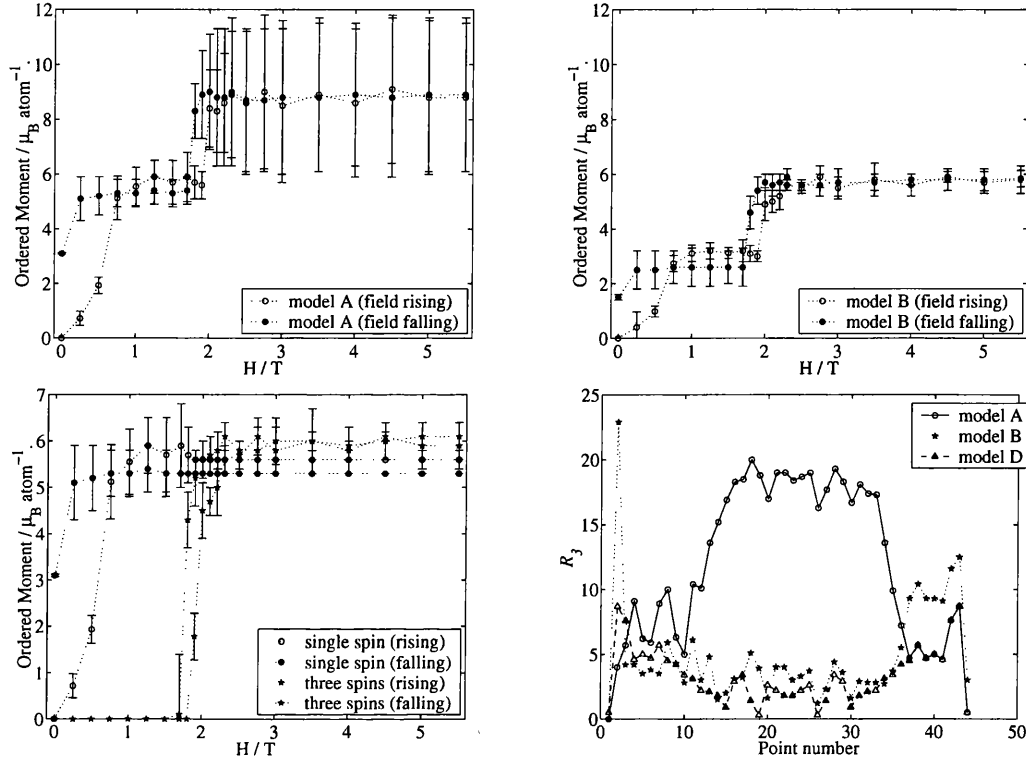 12
10
8
6
4
2
0
Ordered Moment / μB atom⁻¹.
model A (field rising)
model A (field falling)
0 1 2 3 4 5
H / T
12
10
8
6
4
2
0
Ordered Moment / μB atom⁻¹.
model B (field rising)
model B (field falling)
0 1 2 3 4 5
H / T
7
6
5
4
3
2
1
0
Ordered Moment / μB atom⁻¹.
single spin (rising)
single spin (falling)
three spins (rising)
three spins (falling)
0 1 2 3 4 5
H / T
25
20
15
10
5
0
R3
model A
model B
model D
0 10 20 30 40 50
Point number